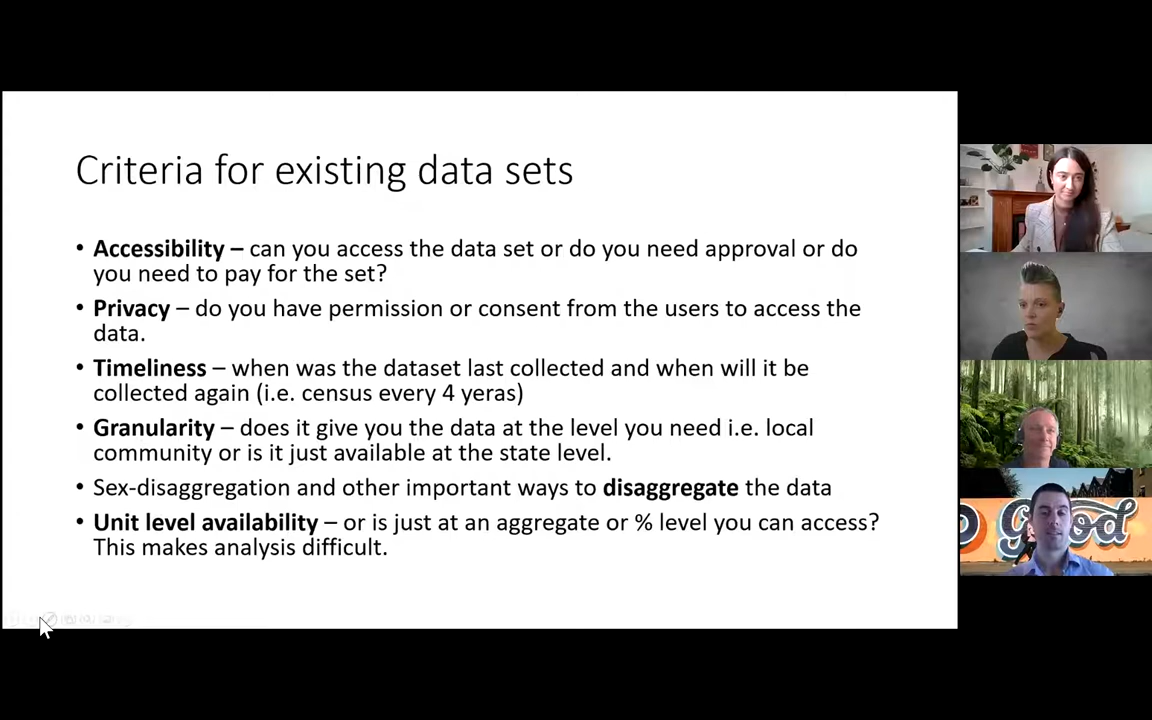 Criteria for existing data sets
• Accessibility – can you access the data set or do you need approval or do
you need to pay for the set?
• Privacy – do you have permission or consent from the users to access the
data.
• Timeliness – when was the dataset last collected and when will it be
collected again (i.e. census every 4 yeras)
• Granularity – does it give you the data at the level you need i.e. local
community or is it just available at the state level.
• Sex-disaggregation and other important ways to disaggregate the data
• Unit level availability – or is just at an aggregate or % level you can access?
This makes analysis difficult.
Good